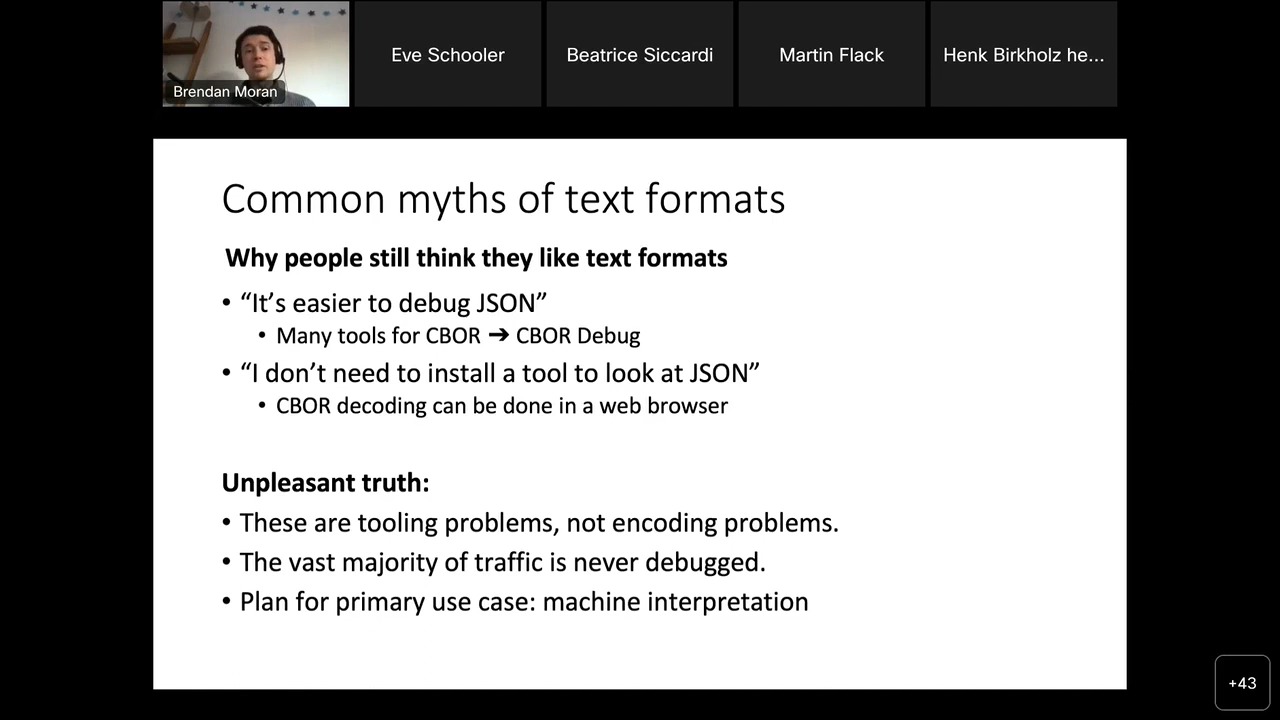 Brendan Moran
Eve Schooler
Beatrice Siccardi
Martin Flack
Henk Birkholz he...
Common myths of text formats
Why people still think they like text formats
• “It’s easier to debug JSON”
• Many tools for CBOR ➔ CBOR Debug
• “I don’t need to install a tool to look at JSON”
• CBOR decoding can be done in a web browser
Unpleasant truth:
• These are tooling problems, not encoding problems.
• The vast majority of traffic is never debugged.
• Plan for primary use case: machine interpretation
+43